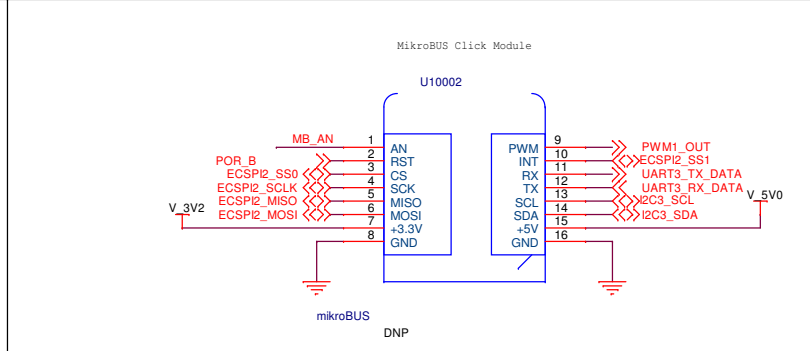 MikroBUS Click Module
U10002
MB_AN 1 AN PWM 9 PWM1_OUT
POR_B 2 RST INT 10 ECSPI2_SS1
ECSPI2_SS0 3 CS RX 11 UART3_TX_DATA
ECSPI2_SCLK 4 SCK TX 12 UART3_RX_DATA
ECSPI2_MISO 5 MISO SCL 13 I2C3_SCL
ECSPI2_MOSI 6 MOSI SDA 14 I2C3_SDA
V_3V2 7 +3.3V +5V 15 V_5V0
8 GND GND 16
mikroBUS
DNP